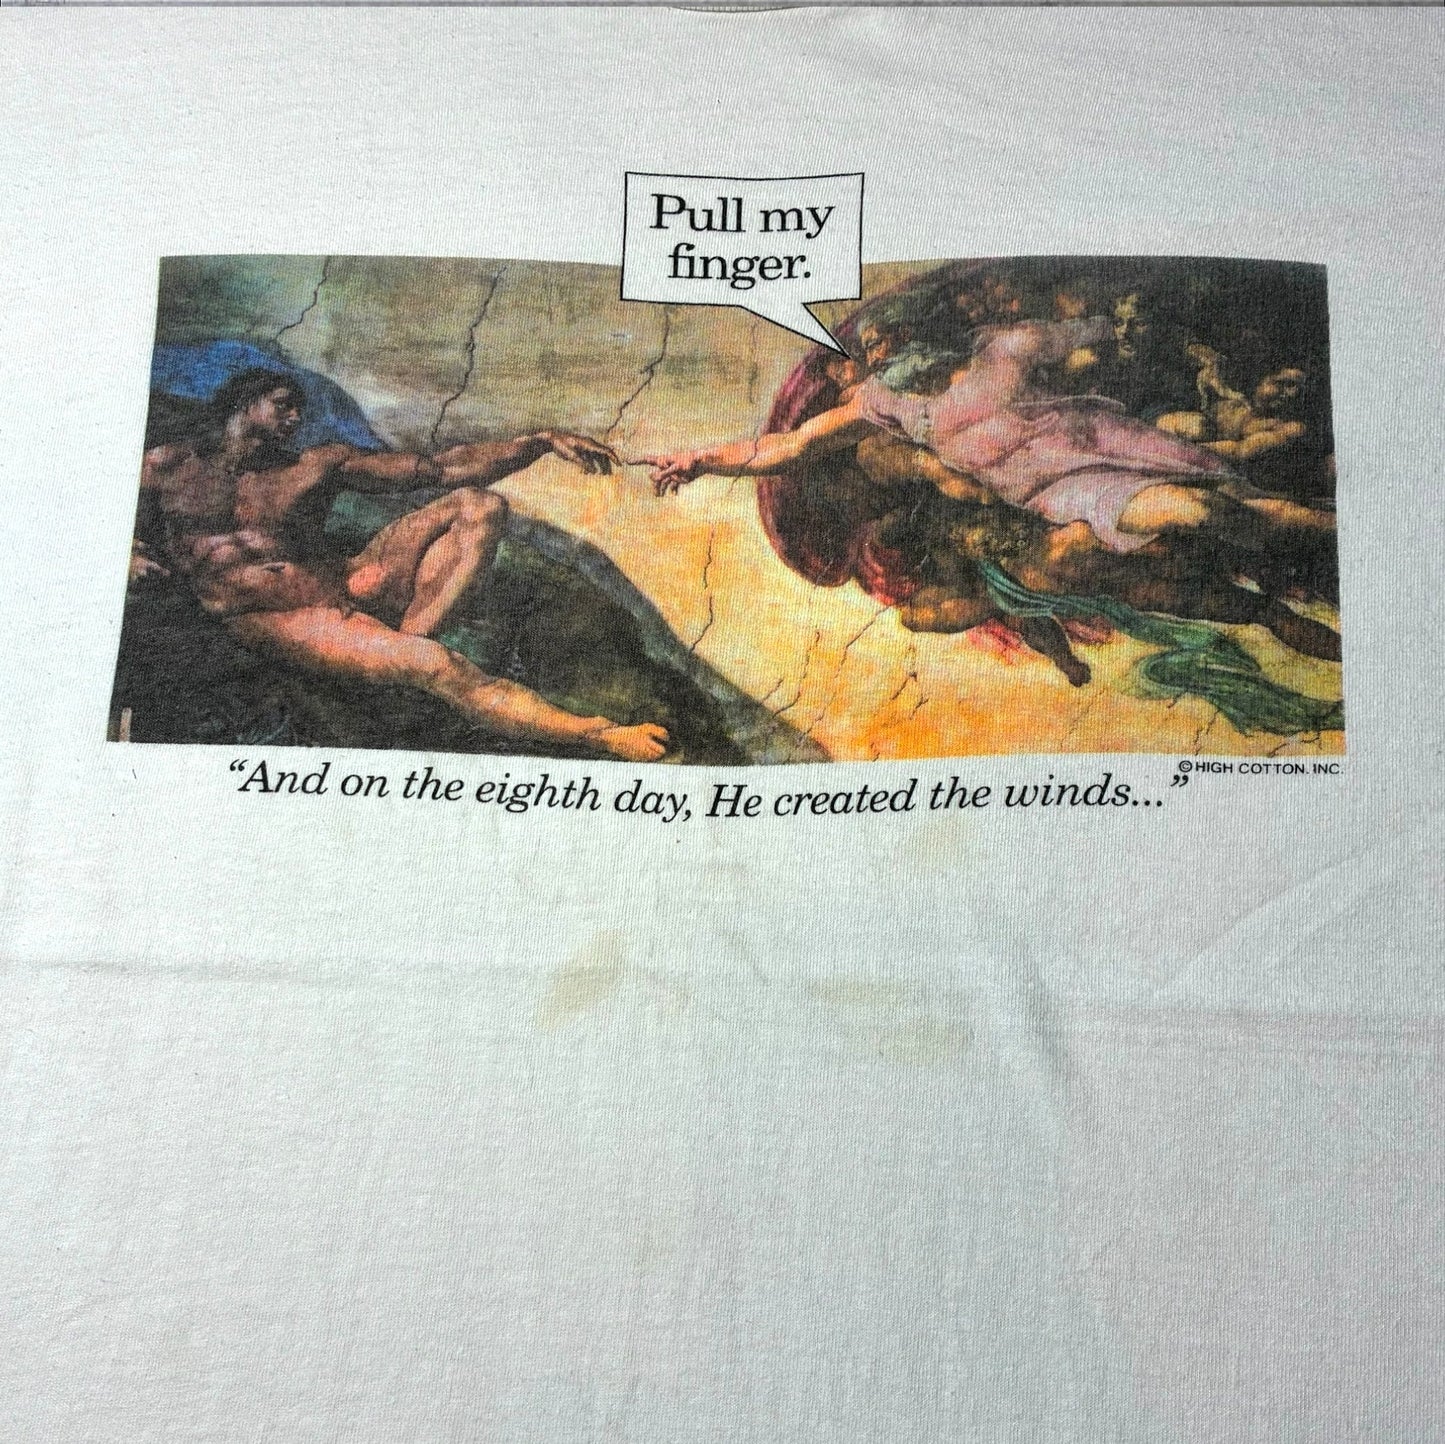 Pull my
finger.
©HIGH COTTON. INC.
“And on the eighth day, He created the winds...”